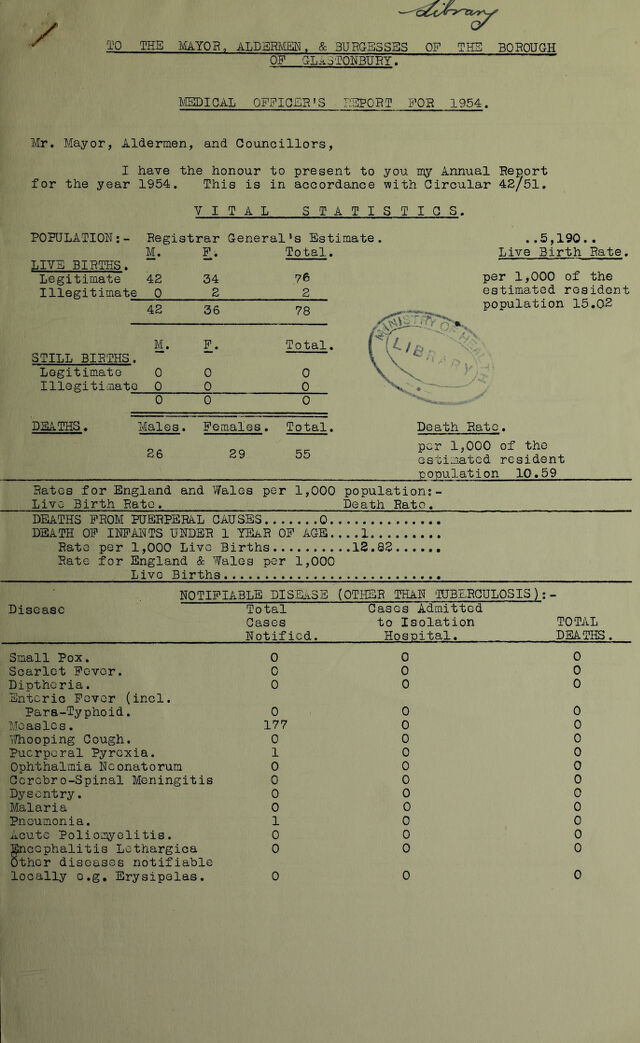 Library
TO THE MAYOR, ALDERMEN, & BURGESSES OF THE BOROUGH
OF GLASTONBURY.
MEDICAL OFFICER'S REPORT FOR 1954.
Mr. Mayor, Aldermen, and Councillors,
I have the honour to present to you my Annual Report
for the year 1954. This is in accordance with Circular 42/51.
VITAL STATISTICS.
POPULATION:- Registrar General's Estimate. ..5,190..
M. F. Total. Live Birth Rate.
LIVE BIRTHS.
Legitimate 42 34 76 per 1,000 of the
Illegitimate 0 2 2 estimated resident
42 36 78 population 15.02
MINISTRY OF HEALTH
LIBRARY
M. F. Total.
STILL BIRTHS.
Legitimate 0 0 0
Illegitimate 0 0 0
0 0 0
DEATHS. Males. Females. Total. Death Rate.
26 29 55 per 1,000 of the
estimated resident
population 10.59
Rates for England and Wales per 1,000 population:-
Live Birth Rate. Death Rate.
DEATHS FROM PUERPERAL CAUSES.......0..............
DEATH OF INFANTS UNDER 1 YEAR OF AGE....1.........
Rate per 1,000 Live Births..........12.82......
Rate for England & Wales per 1,000
Live Births...........................
NOTIFIABLE DISEASE (OTHER THAN TUBERCULOSIS):-
Disease Total Cases Admitted
Cases to Isolation TOTAL
Notified. Hospital. DEATHS.
Small Pox. 0 0 0
Scarlet Fever. 0 0 0
Diptheria. 0 0 0
Enteric Fever (incl.
Para-Typhoid. 0 0 0
Measles. 177 0 0
Whooping Cough. 0 0 0
Puerperal Pyrexia. 1 0 0
Ophthalmia Neonatorum 0 0 0
Cerebro-Spinal Meningitis 0 0 0
Dysentry. 0 0 0
Malaria 0 0 0
Pneumonia. 1 0 0
Acute Poliomyelitis. 0 0 0
Encephalitis Lethargica 0 0 0
Other diseases notifiable
locally e.g. Erysipelas. 0 0 0